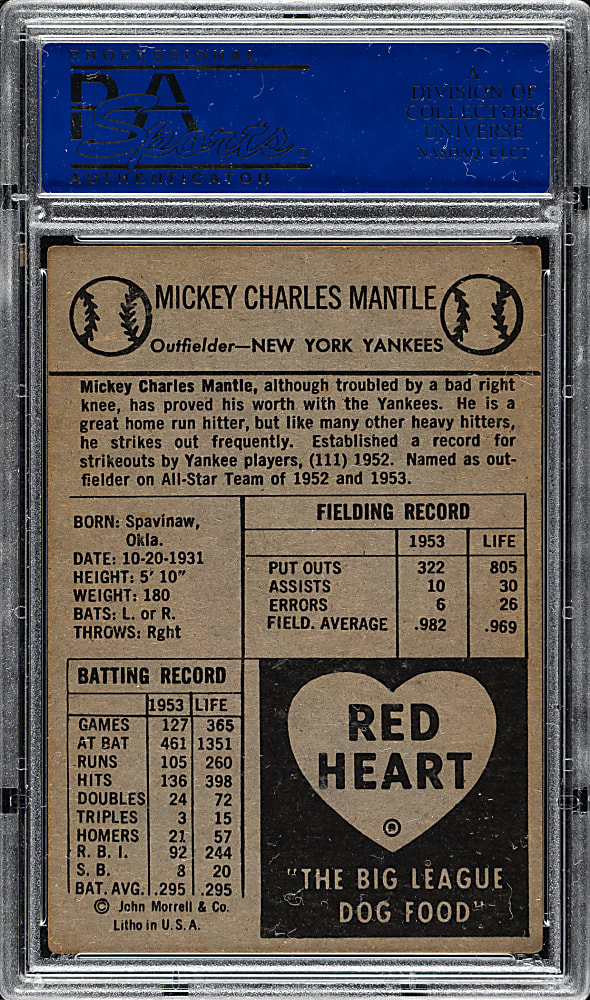 PROFESSIONAL
PSA
Sports
AUTHENTICATOR
A
DIVISION OF
COLLECTORS
UNIVERSE
NASDAQ: CLCT
MICKEY CHARLES MANTLE
Outfielder—NEW YORK YANKEES
Mickey Charles Mantle, although troubled by a bad right
knee, has proved his worth with the Yankees. He is a
great home run hitter, but like many other heavy hitters,
he strikes out frequently. Established a record for
strikeouts by Yankee players, (111) 1952. Named as out-
fielder on All-Star Team of 1952 and 1953.
BORN: Spavinaw,
Okla.
DATE: 10-20-1931
HEIGHT: 5' 10"
WEIGHT: 180
BATS: L. or R.
THROWS: Rght
FIELDING RECORD
1953 LIFE
PUT OUTS 322 805
ASSISTS 10 30
ERRORS 6 26
FIELD. AVERAGE .982 .969
BATTING RECORD
1953 LIFE
GAMES 127 365
AT BAT 461 1351
RUNS 105 260
HITS 136 398
DOUBLES 24 72
TRIPLES 3 15
HOMERS 21 57
R. B. I. 92 244
S. B. 8 20
BAT. AVG. .295 .295
© John Morrell & Co.
Litho in U. S. A.
RED
HEART
®
"THE BIG LEAGUE
DOG FOOD"